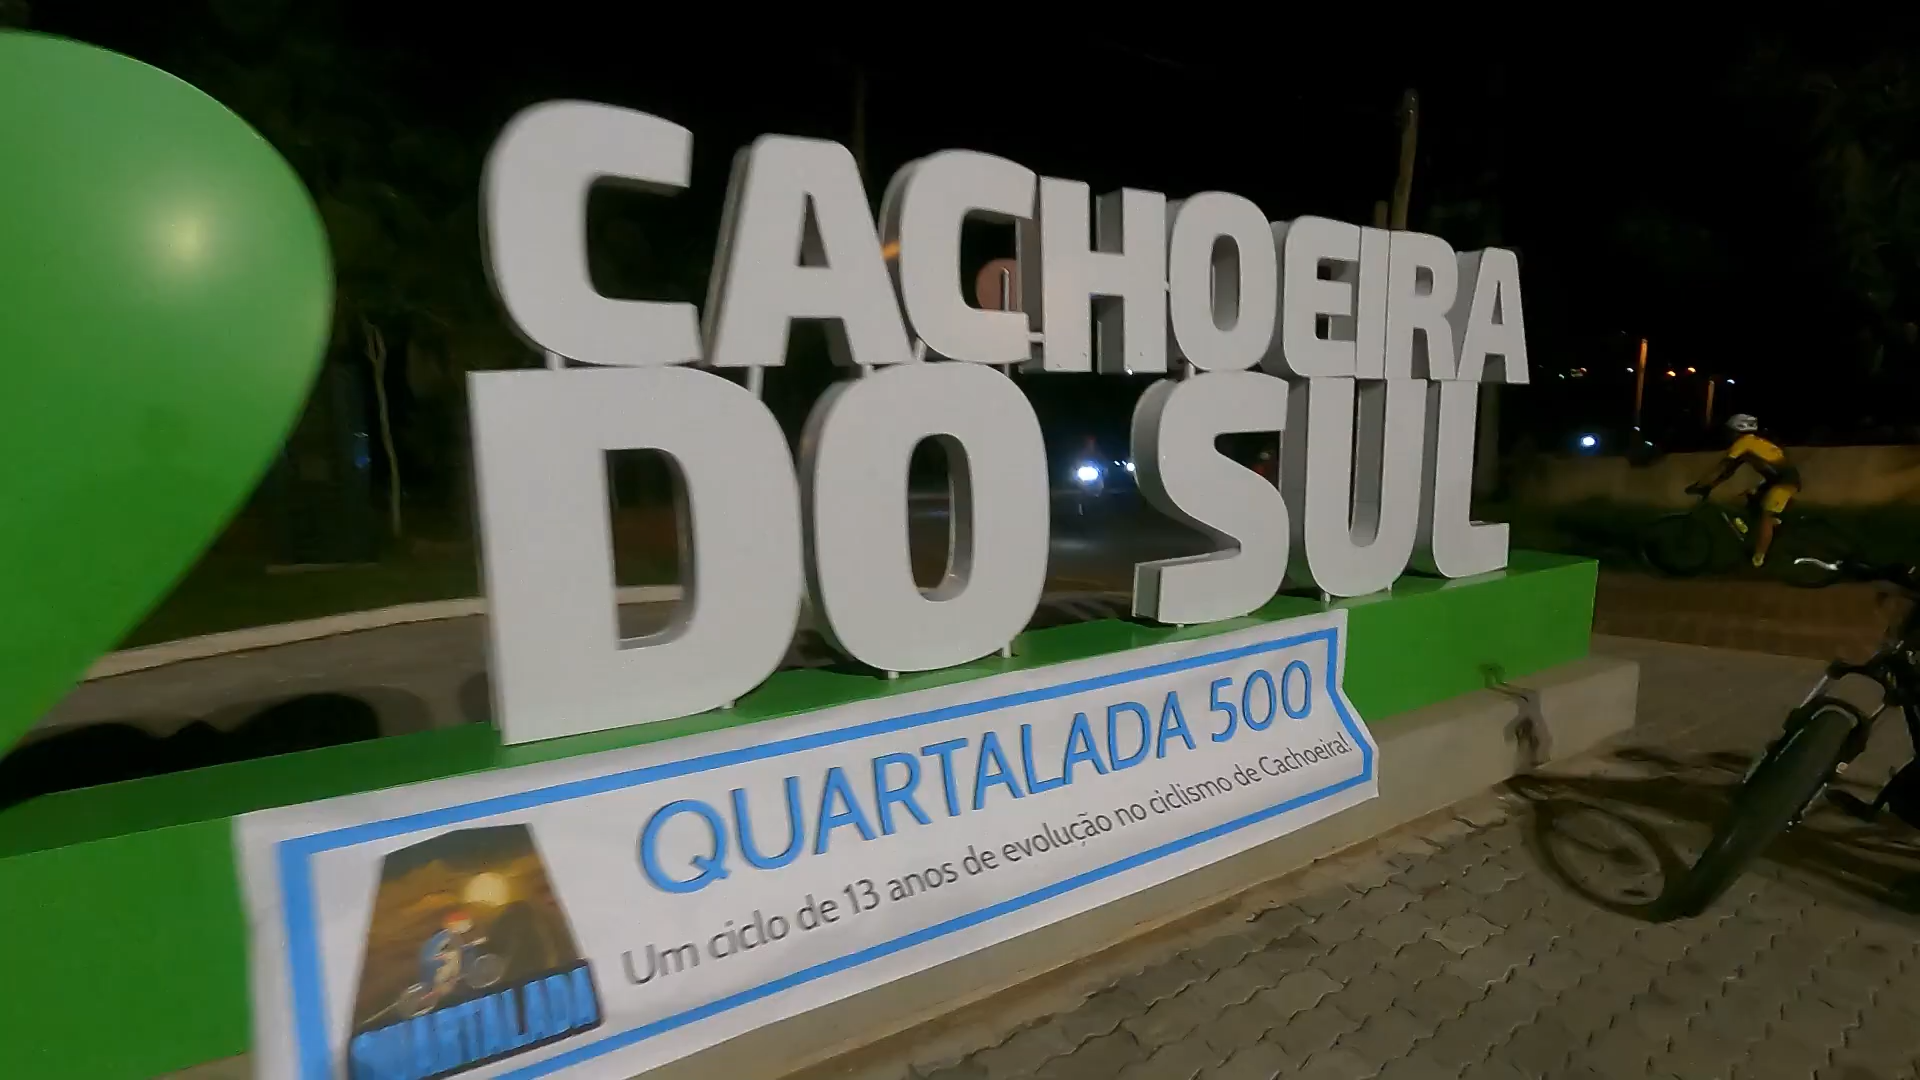 CACHOEIRA
DO SUL
QUARTALADA 500
Um ciclo de 13 anos de evolução no ciclismo de Cachoeira!
QUARTALADA